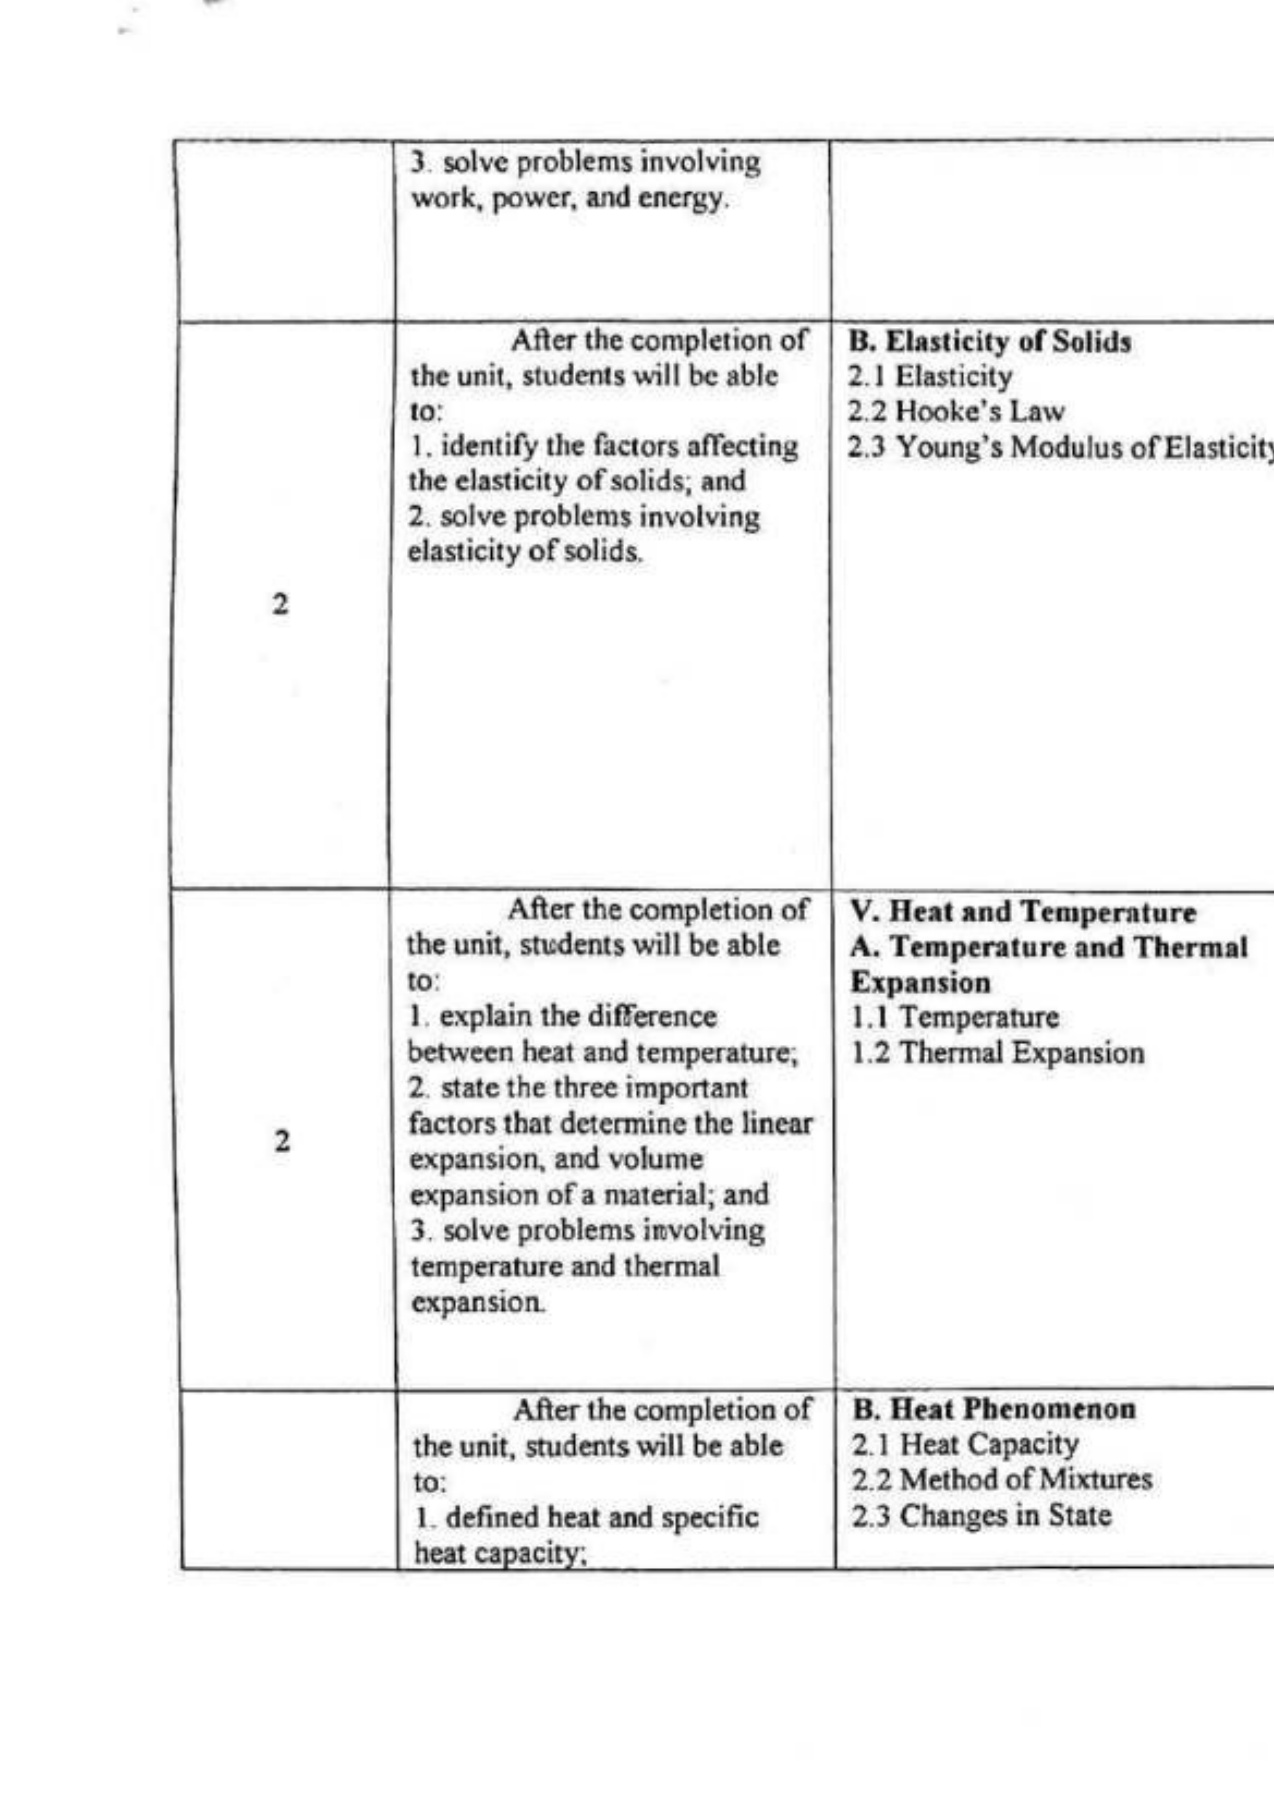 3. solve problems involving
work, power, and energy.
2
After the completion of
the unit, students will be able
to:
1. identify the factors affecting
the elasticity of solids; and
2. solve problems involving
elasticity of solids.
B. Elasticity of Solids
2.1 Elasticity
2.2 Hooke's Law
2.3 Young's Modulus of Elasticity
2
After the completion of
the unit, students will be able
to:
1. explain the difference
between heat and temperature;
2. state the three important
factors that determine the linear
expansion, and volume
expansion of a material; and
3. solve problems involving
temperature and thermal
expansion.
V. Heat and Temperature
A. Temperature and Thermal
Expansion
1.1 Temperature
1.2 Thermal Expansion
After the completion of
the unit, students will be able
to:
1. defined heat and specific
heat capacity;
B. Heat Phenomenon
2.1 Heat Capacity
2.2 Method of Mixtures
2.3 Changes in State